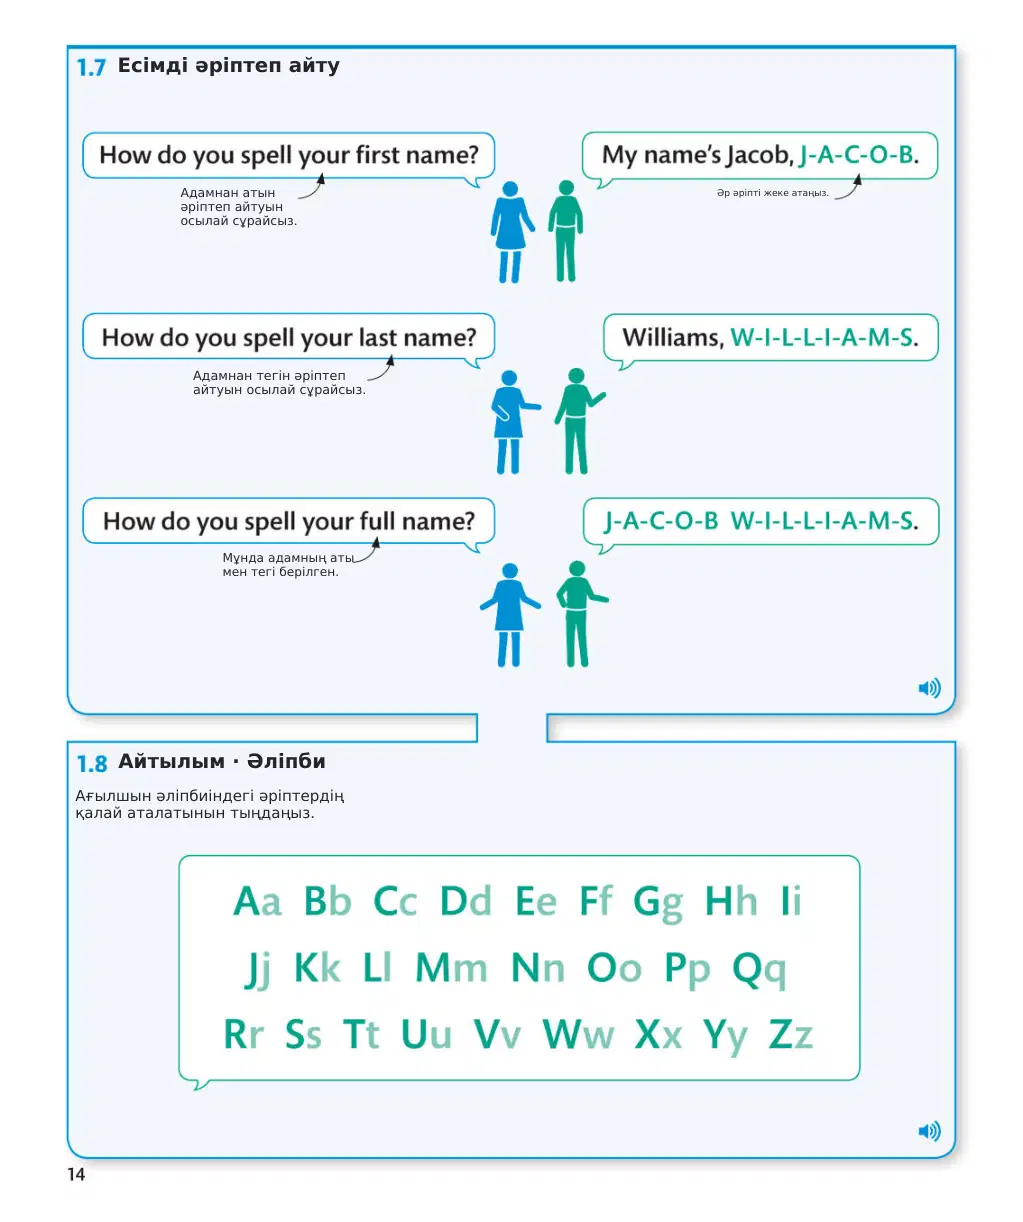 1.7 Есімді әріптеп айту
How do you spell your first name?
My name's Jacob, J-A-C-O-B.
Адамнан атын
әріптеп айтуын
осылай сұрайсыз.
Әр әріпті жеке атаңыз.
How do you spell your last name?
Williams, W-I-L-L-I-A-M-S.
Адамнан тегін әріптеп
айтуын осылай сұрайсыз.
How do you spell your full name?
J-A-C-O-B W-I-L-L-I-A-M-S.
Мұнда адамның аты
мен тегі берілген.
1.8 Айтылым · Әліпби
Ағылшын әліпбиіндегі әріптердің
қалай аталатынын тыңдаңыз.
Aa Bb Cc Dd Ee Ff Gg Hh Ii
Jj Kk Ll Mm Nn Oo Pp Qq
Rr Ss Tt Uu Vv Ww Xx Yy Zz
14